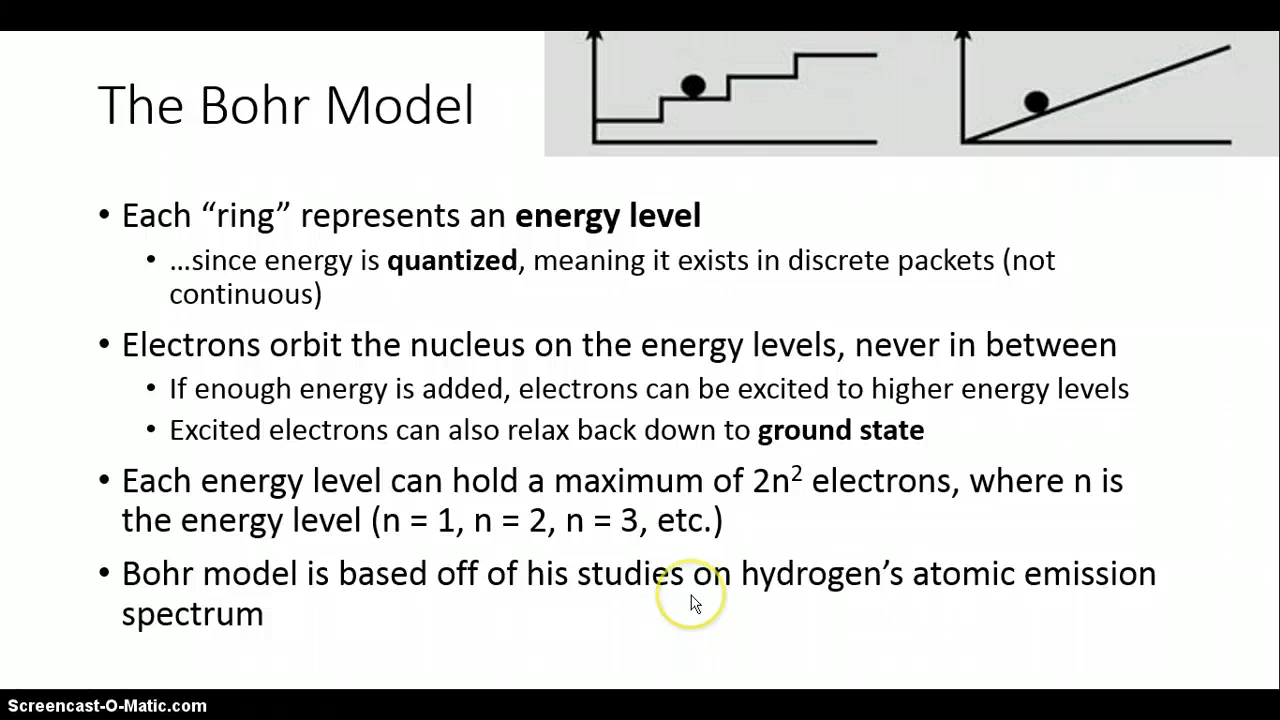 The Bohr Model
• Each “ring” represents an energy level
• …since energy is quantized, meaning it exists in discrete packets (not
continuous)
• Electrons orbit the nucleus on the energy levels, never in between
• If enough energy is added, electrons can be excited to higher energy levels
• Excited electrons can also relax back down to ground state
• Each energy level can hold a maximum of 2n² electrons, where n is
the energy level (n = 1, n = 2, n = 3, etc.)
• Bohr model is based off of his studies on hydrogen’s atomic emission
spectrum
Screencast-O-Matic.com